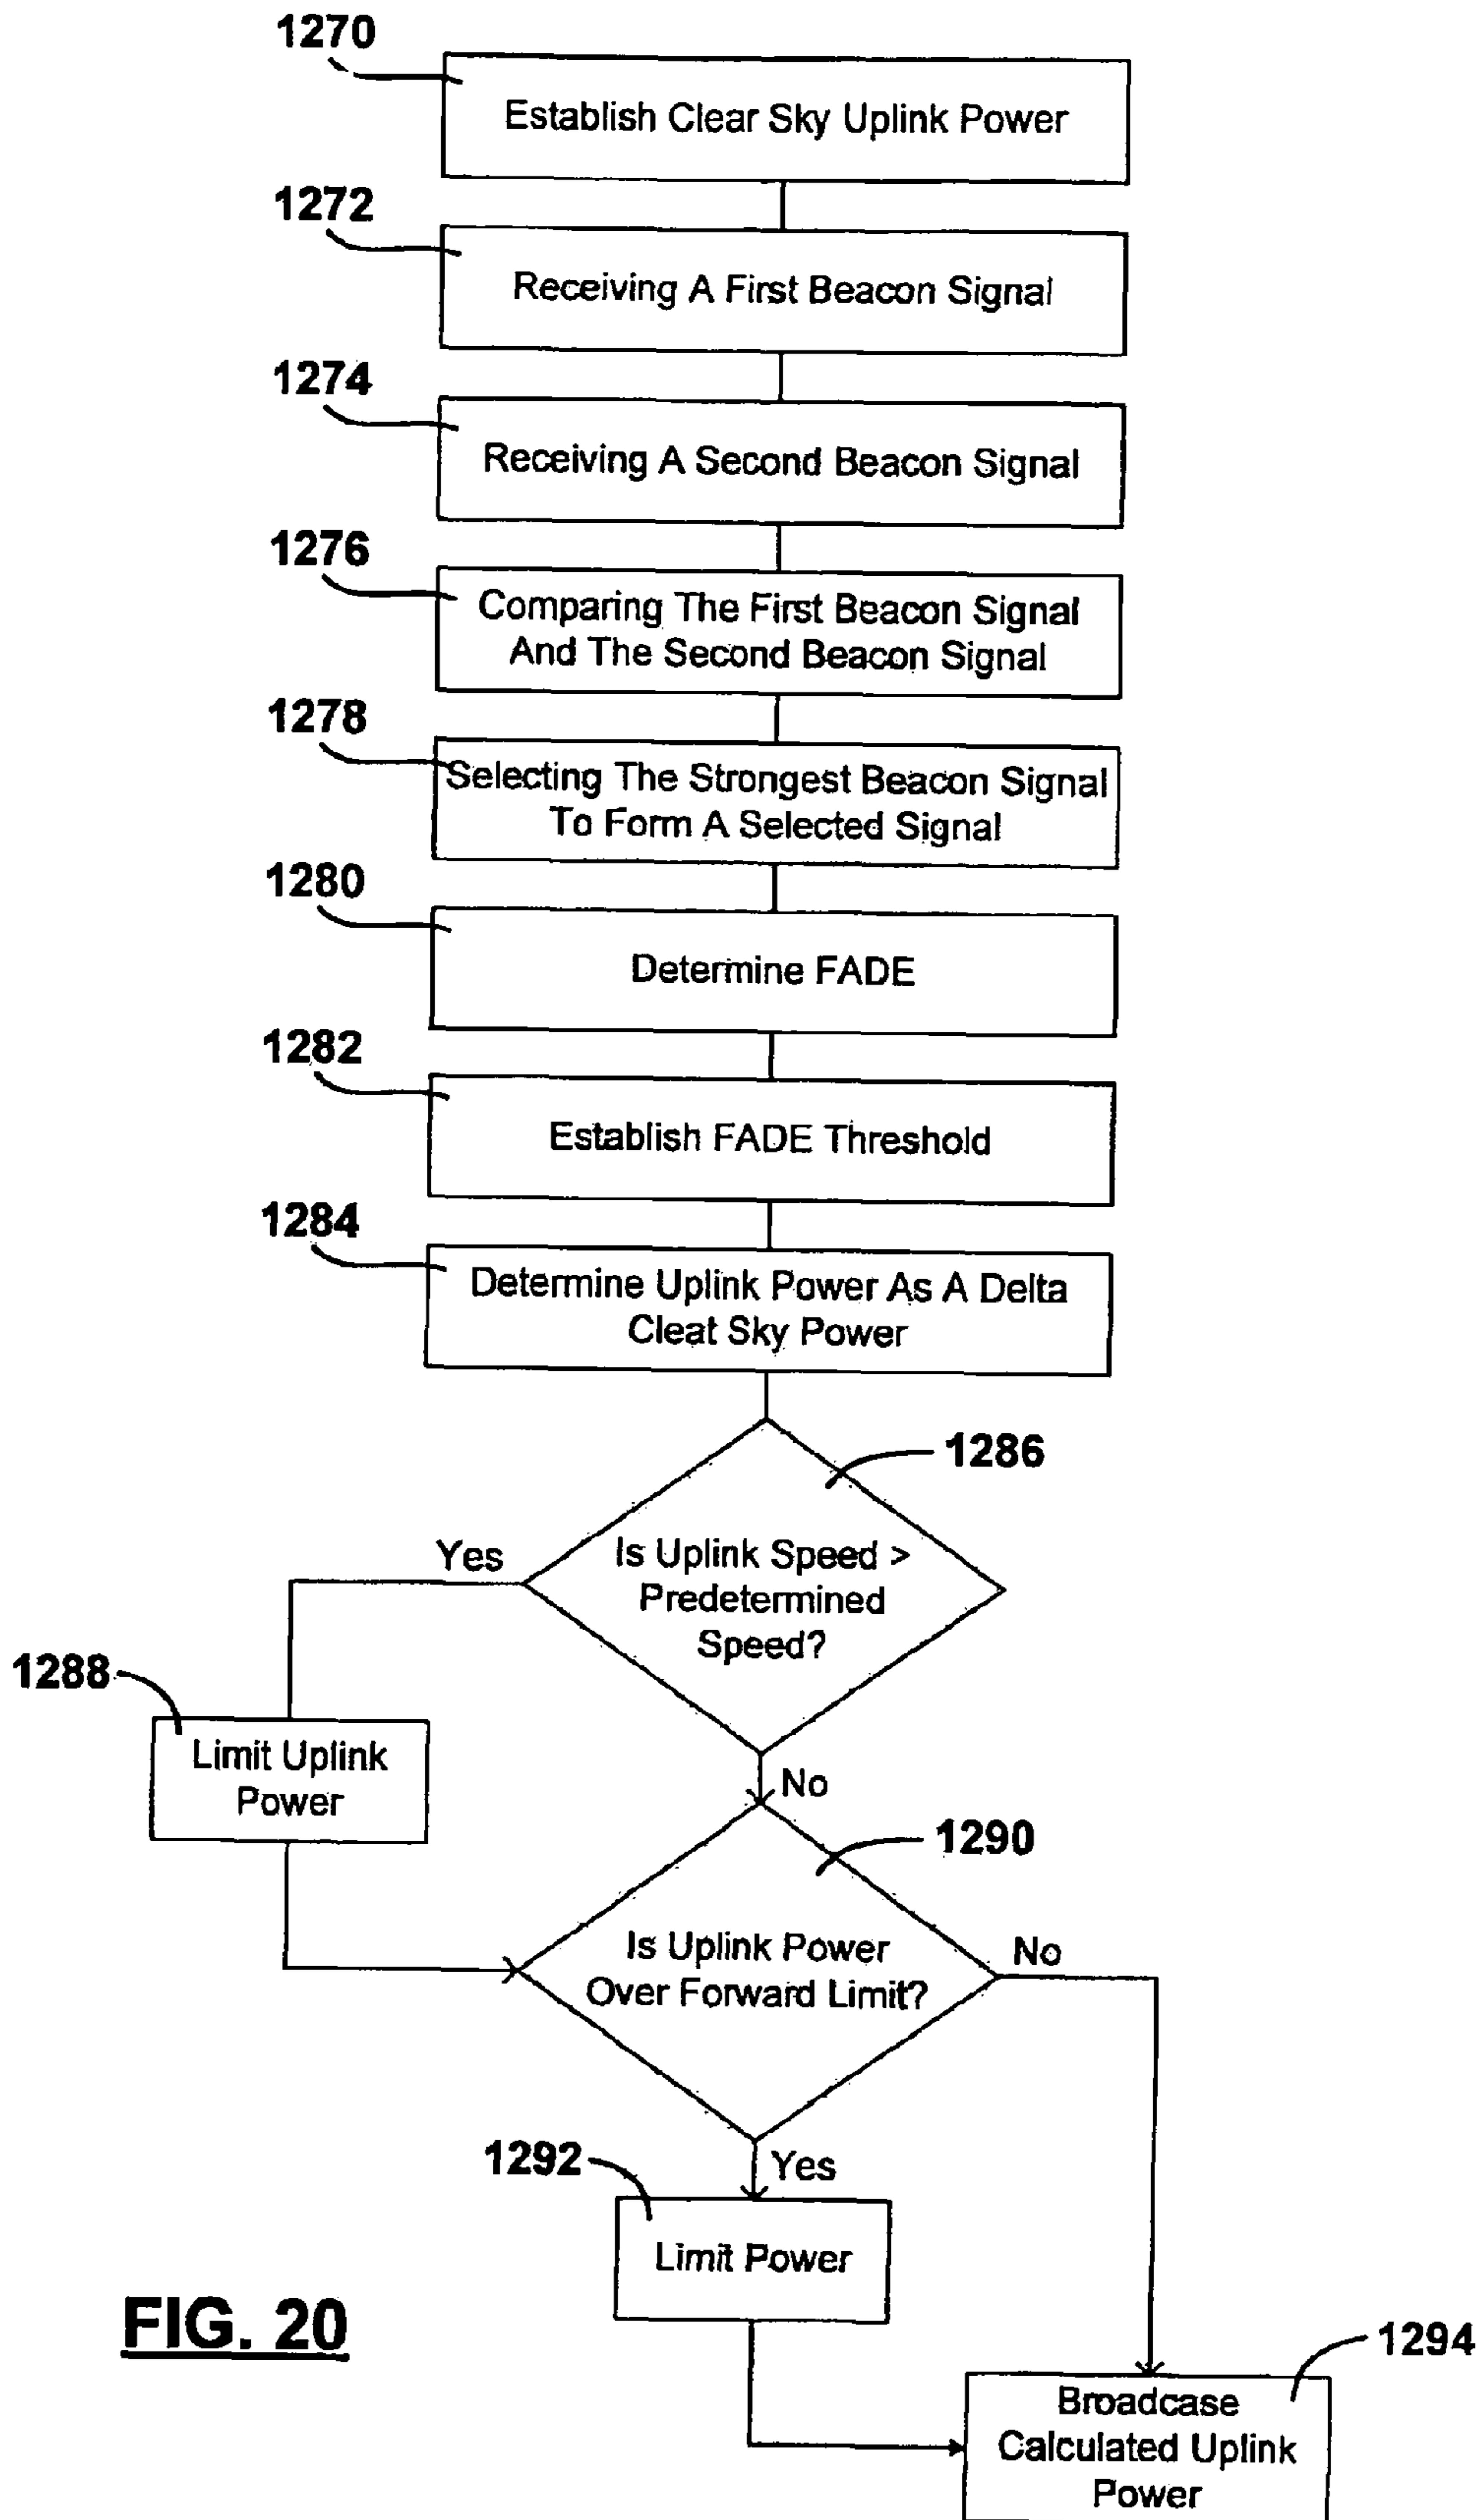 1270
Establish Clear Sky Uplink Power
1272
Receiving A First Beacon Signal
1274
Receiving A Second Beacon Signal
1276
Comparing The First Beacon Signal
And The Second Beacon Signal
1278
Selecting The Strongest Beacon Signal
To Form A Selected Signal
1280
Determine FADE
1282
Establish FADE Threshold
1284
Determine Uplink Power As A Delta
Cleat Sky Power
1286
Is Uplink Speed >
Predetermined
Speed?
Yes
No
1288
Limit Uplink
Power
1290
Is Uplink Power
Over Forward Limit?
No
Yes
1292
Limit Power
1294
Broadcase
Calculated Uplink
Power
FIG. 20